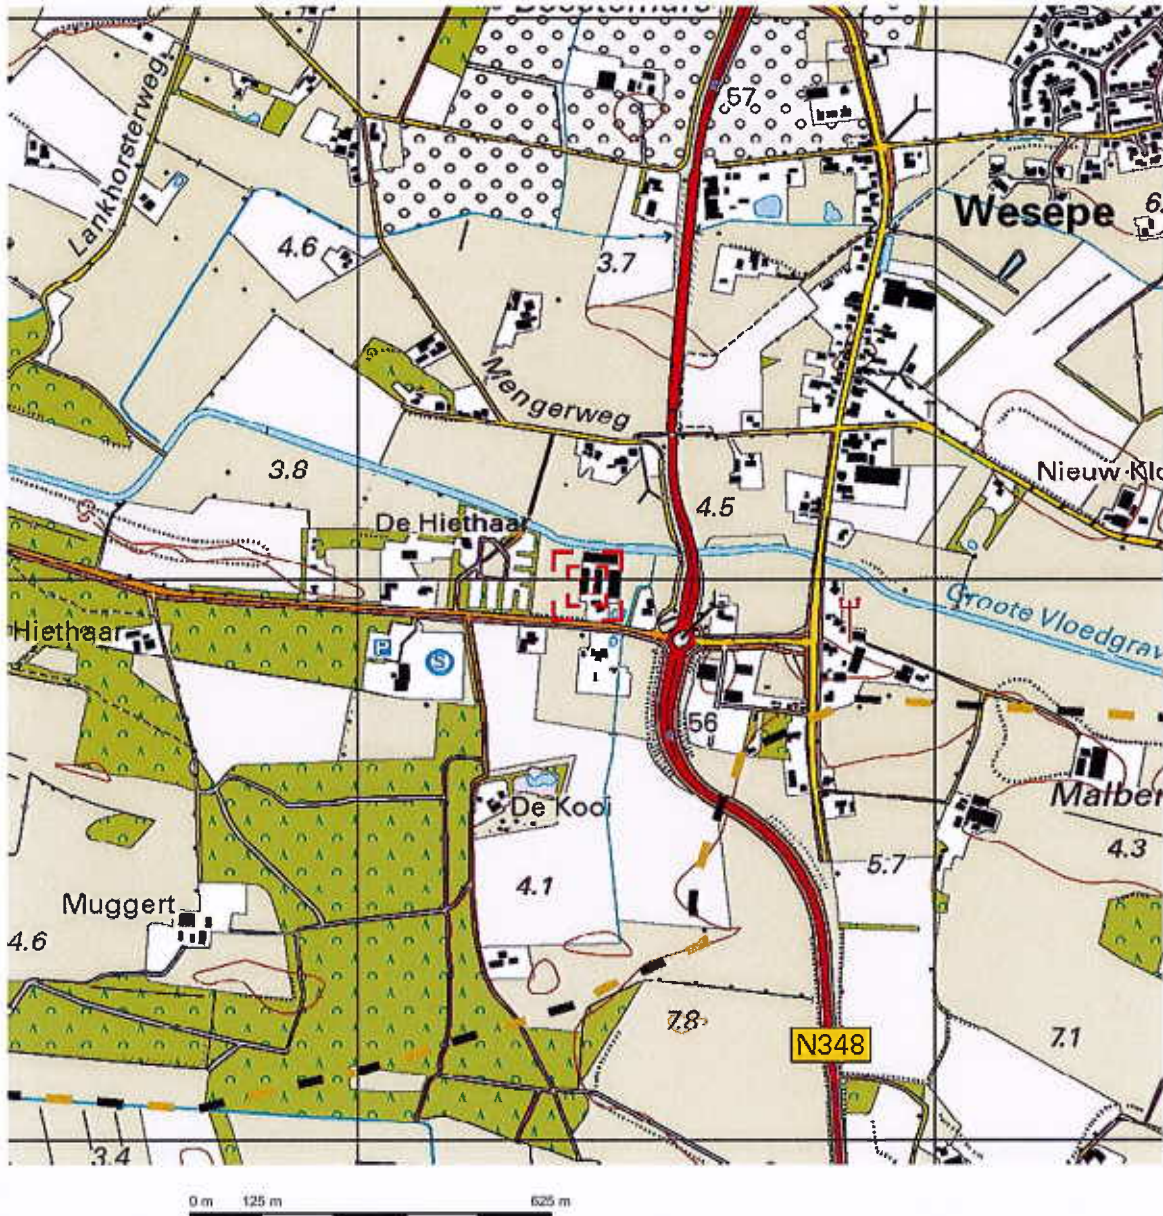 57
Lankhorsterweg
Wesepe
4.6
3.7
Mengerweg
3.8
Nieuw Klo
4.5
De Hiethaar
Groote Vloedgrav
Hiethaar
P
S
56
De Kooi
Malber
4.3
5.7
4.1
Muggert
4.6
7.8
N348
7.1
3.4
0 m 125 m 625 m